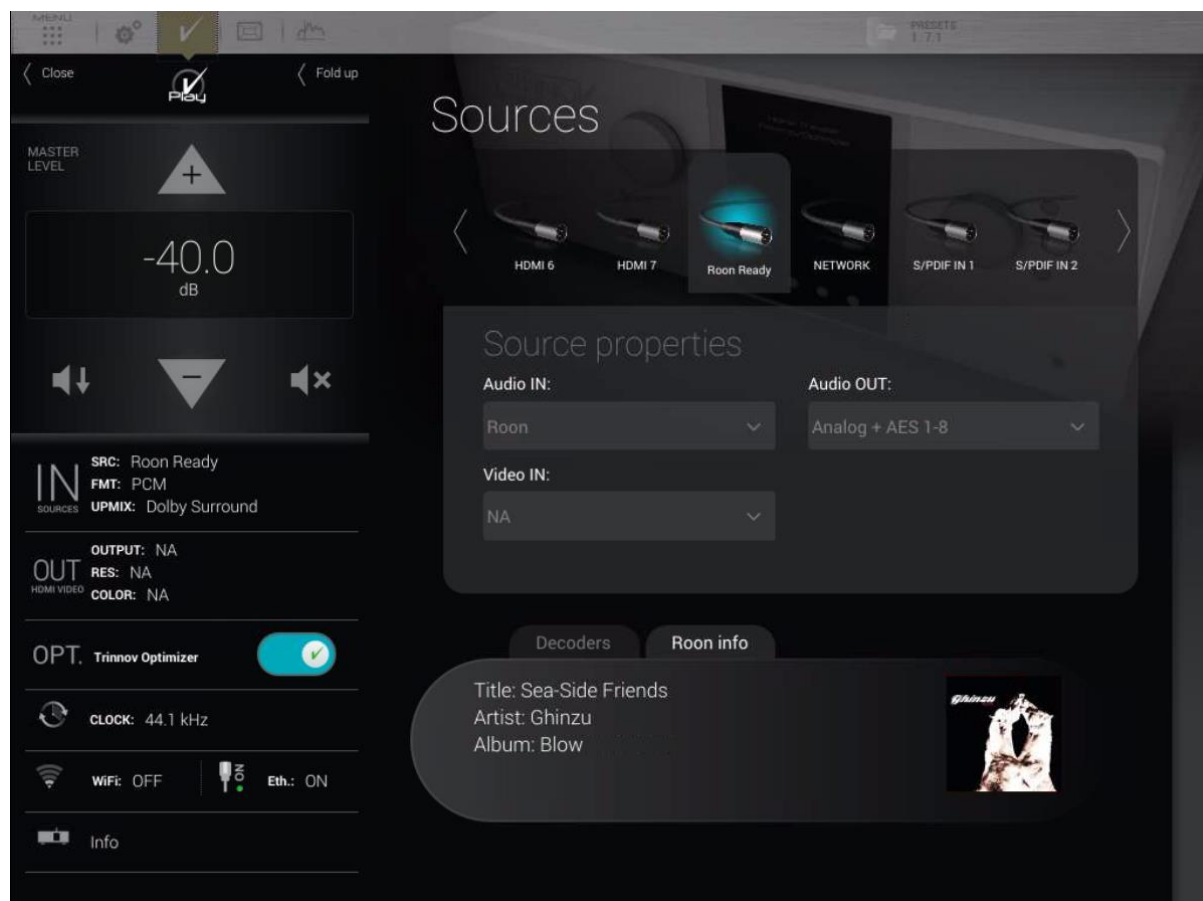 MENU
PRESETS
1. 7.1
Close
Play
Fold up
MASTER
LEVEL
+
-40.0
dB
-
IN
SOURCES
SRC: Roon Ready
FMT: PCM
UPMIX: Dolby Surround
OUT
HDMI VIDEO
OUTPUT: NA
RES: NA
COLOR: NA
OPT. Trinnov Optimizer
CLOCK: 44.1 kHz
WiFi: OFF
NO
Eth.: ON
Info
Sources
HDMI 6
HDMI 7
Roon Ready
NETWORK
S/PDIF IN 1
S/PDIF IN 2
Source properties
Audio IN:
Audio OUT:
Roon
Analog + AES 1-8
Video IN:
NA
Decoders
Roon info
Title: Sea-Side Friends
Artist: Ghinzu
Album: Blow
Ghinzu